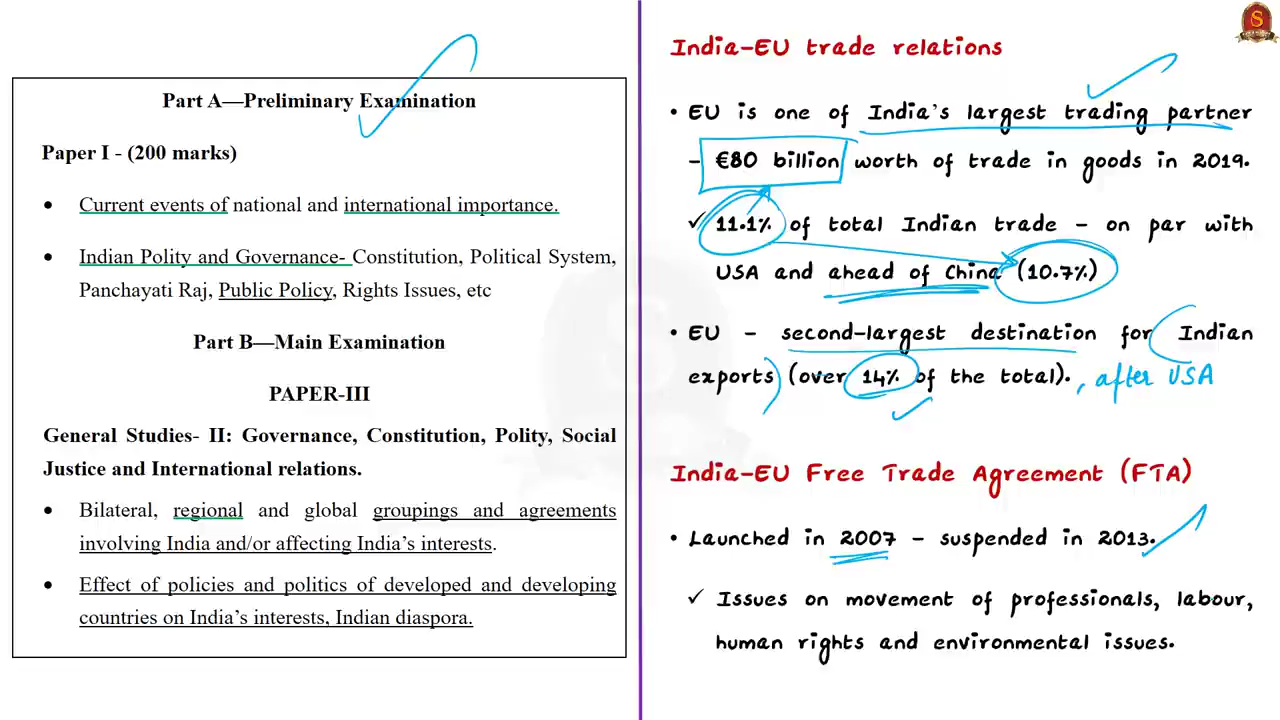 Part A—Preliminary Examination
Paper I - (200 marks)
• Current events of national and international importance.
• Indian Polity and Governance- Constitution, Political System,
Panchayati Raj, Public Policy, Rights Issues, etc
Part B—Main Examination
PAPER-III
General Studies- II: Governance, Constitution, Polity, Social
Justice and International relations.
• Bilateral, regional and global groupings and agreements
involving India and/or affecting India's interests.
• Effect of policies and politics of developed and developing
countries on India's interests, Indian diaspora.
India-EU trade relations
• EU is one of India's largest trading partner
- €80 billion worth of trade in goods in 2019.
✓ 11.1% of total Indian trade - on par with
USA and ahead of China (10.7%)
• EU - second-largest destination for Indian
exports (over 14% of the total). , after USA
India-EU Free Trade Agreement (FTA)
• Launched in 2007 - suspended in 2013.
✓ Issues on movement of professionals, labour,
human rights and environmental issues.